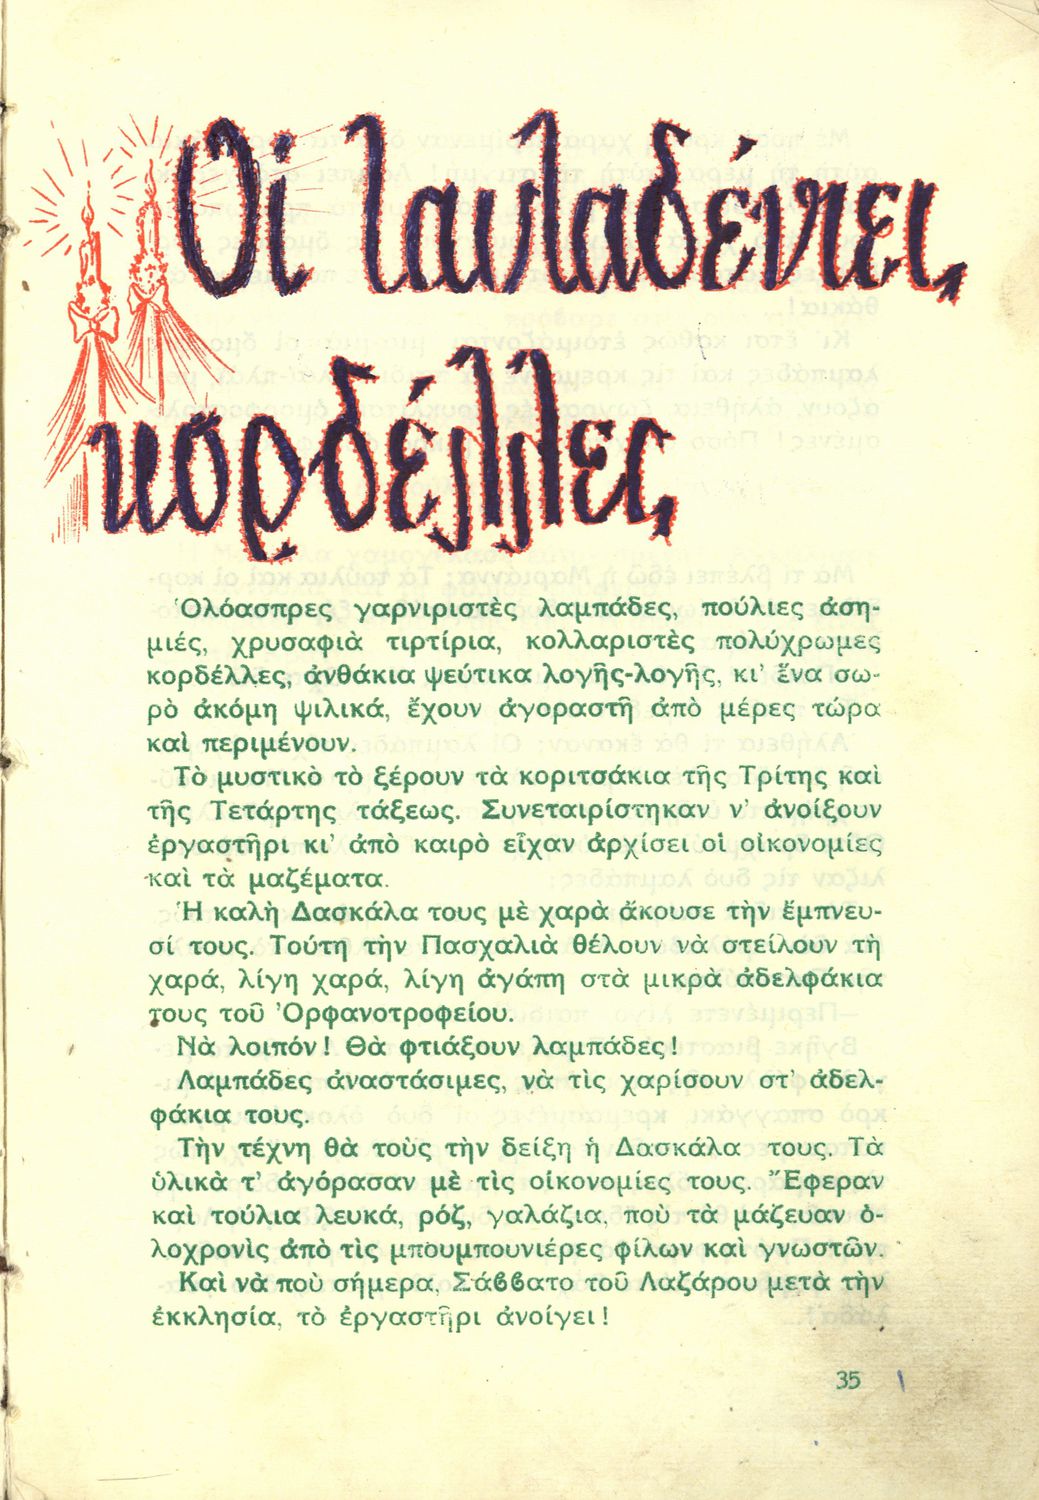 Οἱ λαυλαδένιες
κορδέλλες
Ὁλόασπρες γαρνιριστὲς λαμπάδες, πούλιες ἀση-
μιές, χρυσαφιὰ τιρτίρια, κολλαριστὲς πολύχρωμες
κορδέλλες, ἀνθάκια ψεύτικα λογῆς-λογῆς, κι' ἕνα σω-
ρὸ ἀκόμη ψιλικά, ἔχουν ἀγοραστῆ ἀπὸ μέρες τώρα
καὶ περιμένουν.
Τὸ μυστικὸ τὸ ξέρουν τὰ κοριτσάκια τῆς Τρίτης καὶ
τῆς Τετάρτης τάξεως. Συνεταιρίστηκαν ν' ἀνοίξουν
ἐργαστῆρι κι' ἀπὸ καιρὸ εἶχαν ἀρχίσει οἱ οἰκονομίες
καὶ τὰ μαζέματα.
Ἡ καλὴ Δασκάλα τους μὲ χαρὰ ἄκουσε τὴν ἔμπνευ-
σί τους. Τούτη τὴν Πασχαλιὰ θέλουν νὰ στείλουν τὴ
χαρά, λίγη χαρά, λίγη ἀγάπη στὰ μικρὰ ἀδελφάκια
τους τοῦ Ὀρφανοτροφείου.
Νὰ λοιπόν! Θὰ φτιάξουν λαμπάδες!
Λαμπάδες ἀναστάσιμες, νὰ τὶς χαρίσουν στ' ἀδελ-
φάκια τους.
Τὴν τέχνη θὰ τοὺς τὴν δείξη ἡ Δασκάλα τους. Τὰ
ὑλικὰ τ' ἀγόρασαν μὲ τὶς οἰκονομίες τους. Ἔφεραν
καὶ τούλια λευκά, ρόζ, γαλάζια, ποὺ τὰ μάζευαν ὁ-
λοχρονὶς ἀπὸ τὶς μπουμπουνιέρες φίλων καὶ γνωστῶν.
Καὶ νὰ ποὺ σήμερα, Σάββατο τοῦ Λαζάρου μετὰ τὴν
ἐκκλησία, τὸ ἐργαστῆρι ἀνοίγει!
35